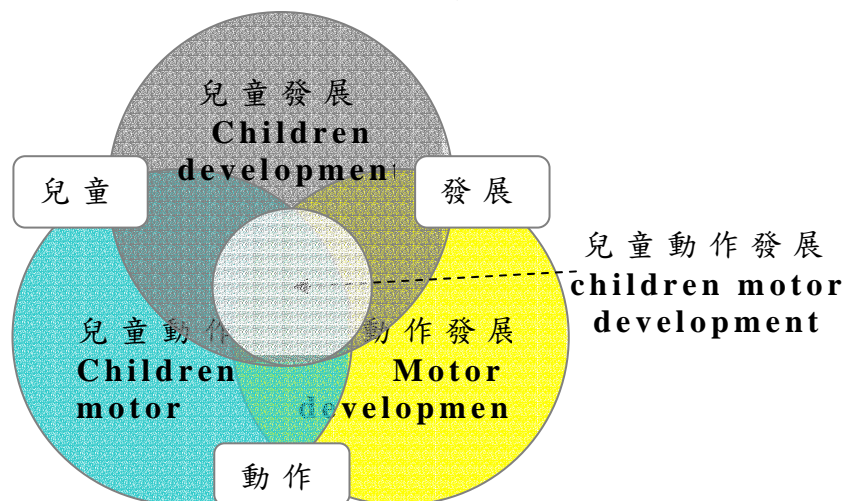 兒童發展
Children
development
兒童
發展
兒童動作發展
children motor
development
兒童動作
Children
motor
動作發展
Motor
developmen
動作